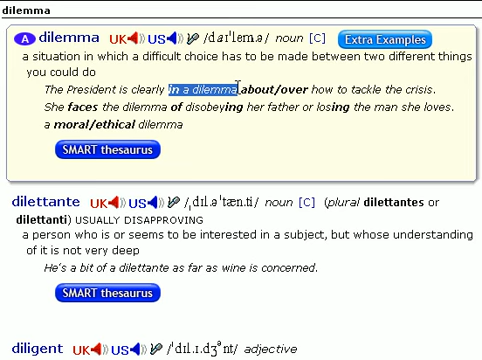 dilemma
A dilemma UK US /daɪˈlem.ə/ noun [C] Extra Examples
a situation in which a difficult choice has to be made between two different things
you could do
The President is clearly in a dilemma about/over how to tackle the crisis.
She faces the dilemma of disobeying her father or losing the man she loves.
a moral/ethical dilemma
SMART thesaurus
dilettante UK US /ˌdɪl.əˈtæn.ti/ noun [C] (plural dilettantes or
dilettanti) USUALLY DISAPPROVING
a person who is or seems to be interested in a subject, but whose understanding
of it is not very deep
He's a bit of a dilettante as far as wine is concerned.
SMART thesaurus
diligent UK US /ˈdɪl.ɪ.dʒᵊnt/ adjective